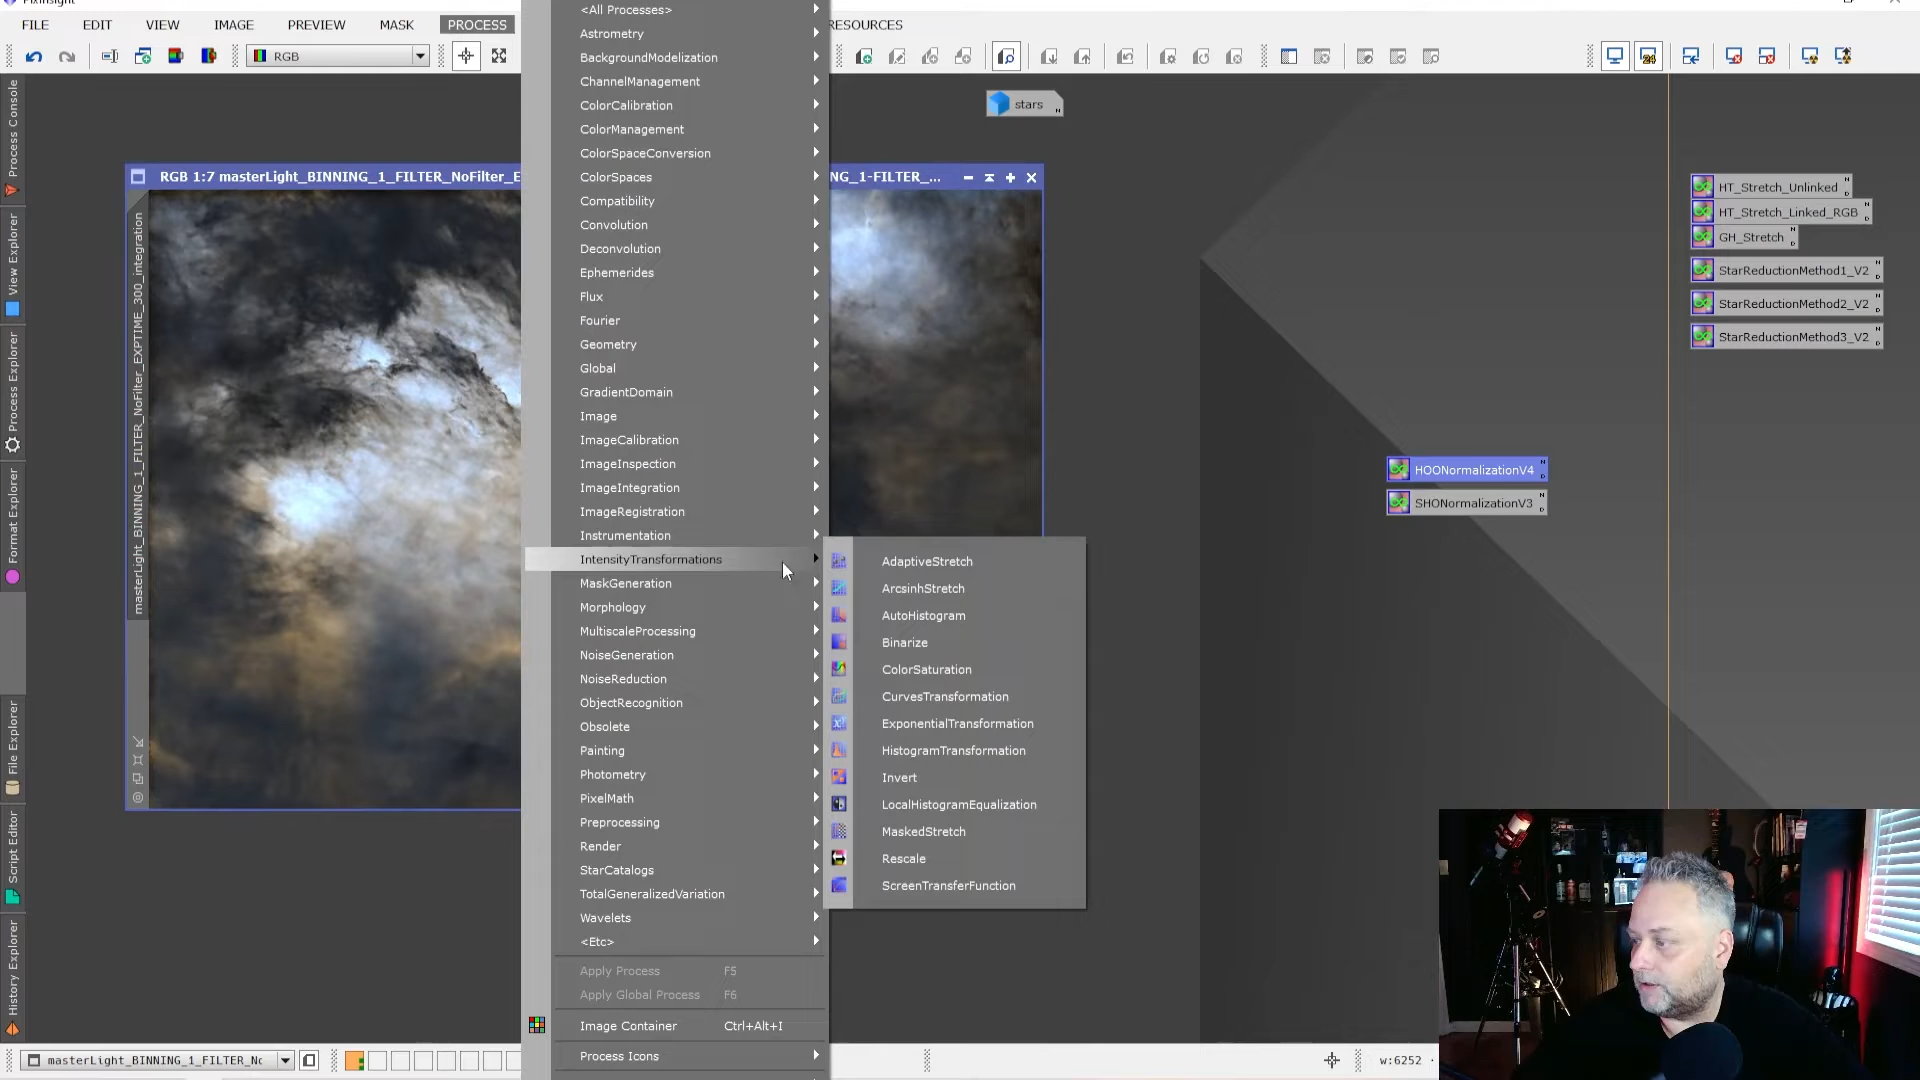 PixInsight
FILE
EDIT
VIEW
IMAGE
PREVIEW
MASK
PROCESS
RESOURCES
RGB
Process Console
View Explorer
Process Explorer
Format Explorer
File Explorer
Script Editor
History Explorer
RGB 1:7 masterLight_BINNING_1_FILTER_NoFilter_E
NG_1-FILTER_...
masterLight_BINNING_1_FILTER_NoFilter_EXPTIME_300_integration
<All Processes>
Astrometry
BackgroundModelization
ChannelManagement
ColorCalibration
ColorManagement
ColorSpaceConversion
ColorSpaces
Compatibility
Convolution
Deconvolution
Ephemerides
Flux
Fourier
Geometry
Global
GradientDomain
Image
ImageCalibration
ImageInspection
ImageIntegration
ImageRegistration
Instrumentation
IntensityTransformations
MaskGeneration
Morphology
MultiscaleProcessing
NoiseGeneration
NoiseReduction
ObjectRecognition
Obsolete
Painting
Photometry
PixelMath
Preprocessing
Render
StarCatalogs
TotalGeneralizedVariation
Wavelets
<Etc>
Apply Process F5
Apply Global Process F6
Image Container Ctrl+Alt+I
Process Icons
AdaptiveStretch
ArcsinhStretch
AutoHistogram
Binarize
ColorSaturation
CurvesTransformation
ExponentialTransformation
HistogramTransformation
Invert
LocalHistogramEqualization
MaskedStretch
Rescale
ScreenTransferFunction
stars
HT_Stretch_Unlinked
HT_Stretch_Linked_RGB
GH_Stretch
StarReductionMethod1_V2
StarReductionMethod2_V2
StarReductionMethod3_V2
HOONormalizationV4
SHONormalizationV3
masterLight_BINNING_1_FILTER_Nc
w:6252